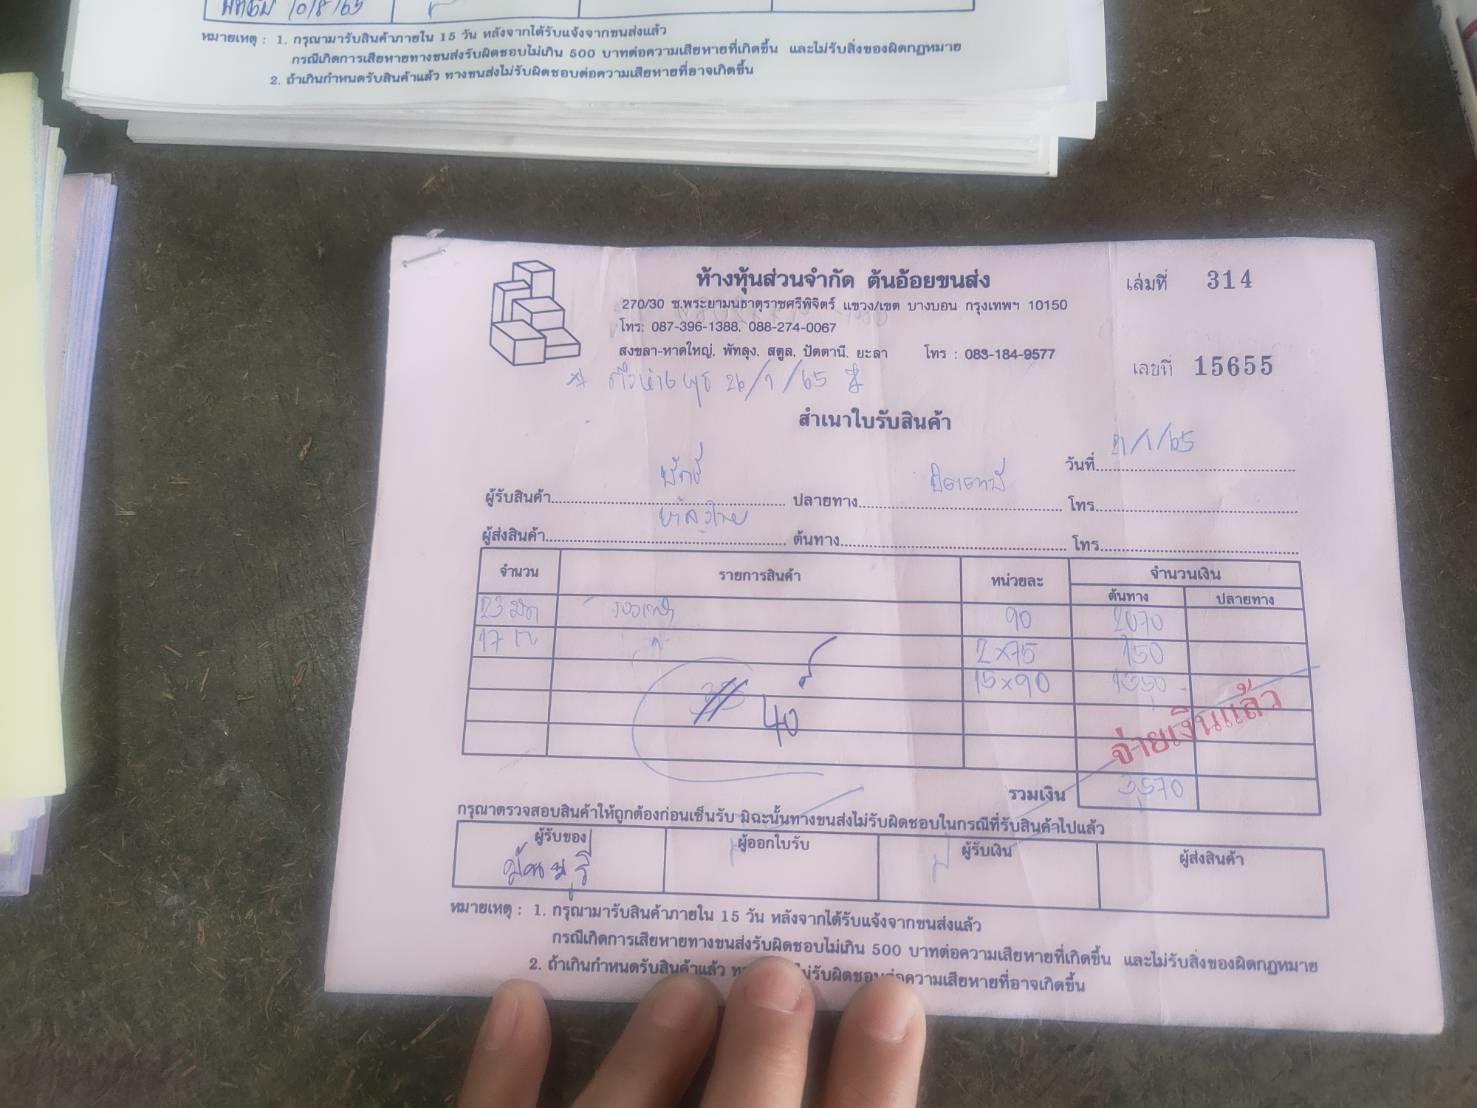 หมายเหตุ : 1. กรุณามารับสินค้าภายใน 15 วัน หลังจากได้รับแจ้งจากขนส่งแล้ว
กรณีเกิดการเสียหายทางขนส่งรับผิดชอบไม่เกิน 500 บาทต่อความเสียหายที่เกิดขึ้น และไม่รับสิ่งของผิดกฎหมาย
2. ถ้าเกินกำหนดรับสินค้าแล้ว ทางขนส่งไม่รับผิดชอบต่อความเสียหายที่อาจเกิดขึ้น
ห้างหุ้นส่วนจำกัด ต้นอ้อยขนส่ง
เล่มที่ 314
270/30 ซ.พระยามนธาตุราชศรีพิจิตร์ แขวง/เขต บางบอน กรุงเทพฯ 10150
โทร: 087-396-1388, 088-274-0067
สงขลา-หาดใหญ่, พัทลุง, สตูล, ปัตตานี, ยะลา โทร : 083-184-9577
เลขที่ 15655
26/1/65
สำเนาใบรับสินค้า
วันที่ 21/1/65
ผู้รับสินค้า ปลายทาง โทร
ผู้ส่งสินค้า ต้นทาง โทร
จำนวน รายการสินค้า หน่วยละ จำนวนเงิน
ต้นทาง ปลายทาง
23 มัด รองเท้า 90 2070
17 2x75 150
15x90 1350
40
จ่ายเงินแล้ว
รวมเงิน 3,570
กรุณาตรวจสอบสินค้าให้ถูกต้องก่อนเซ็นรับ มิฉะนั้นทางขนส่งไม่รับผิดชอบในกรณีที่รับสินค้าไปแล้ว
ผู้รับของ ผู้ออกใบรับ ผู้รับเงิน ผู้ส่งสินค้า
หมายเหตุ : 1. กรุณามารับสินค้าภายใน 15 วัน หลังจากได้รับแจ้งจากขนส่งแล้ว
กรณีเกิดการเสียหายทางขนส่งรับผิดชอบไม่เกิน 500 บาทต่อความเสียหายที่เกิดขึ้น และไม่รับสิ่งของผิดกฎหมาย
2. ถ้าเกินกำหนดรับสินค้าแล้ว ไม่รับผิดชอบต่อความเสียหายที่อาจเกิดขึ้น